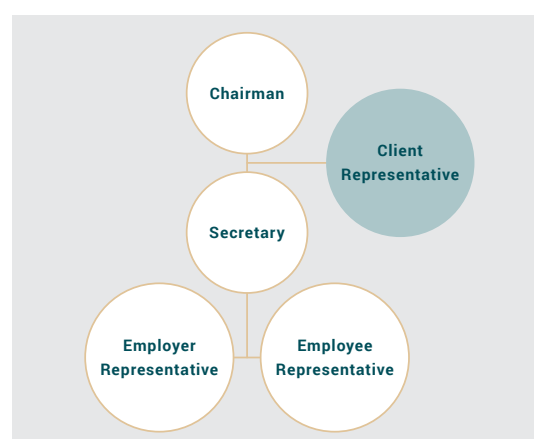 Chairman
Client
Representative
Secretary
Employer
Representative
Employee
Representative